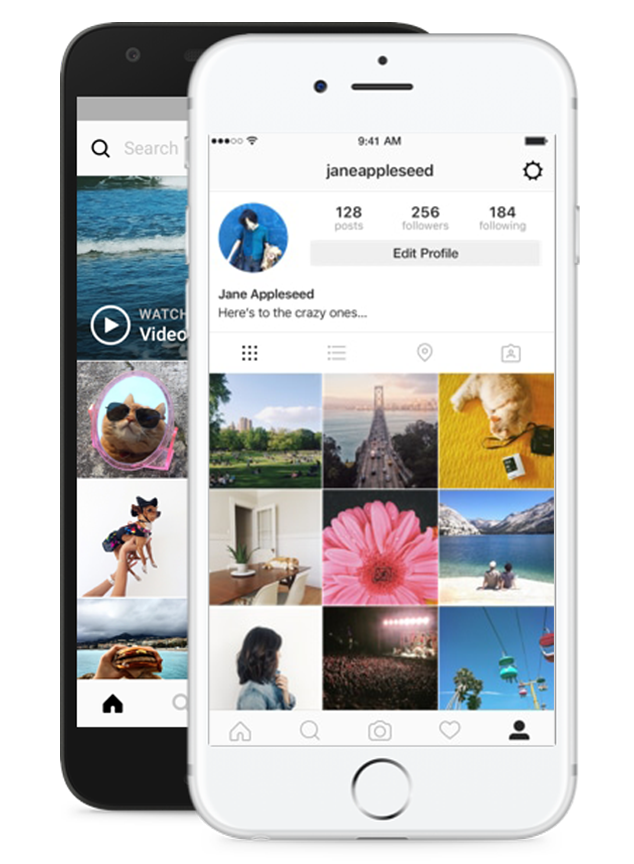 Search
WATCH
Video
9:41 AM
janeappleseed
128
256
184
posts
followers
following
Edit Profile
Jane Appleseed
Here's to the crazy ones...